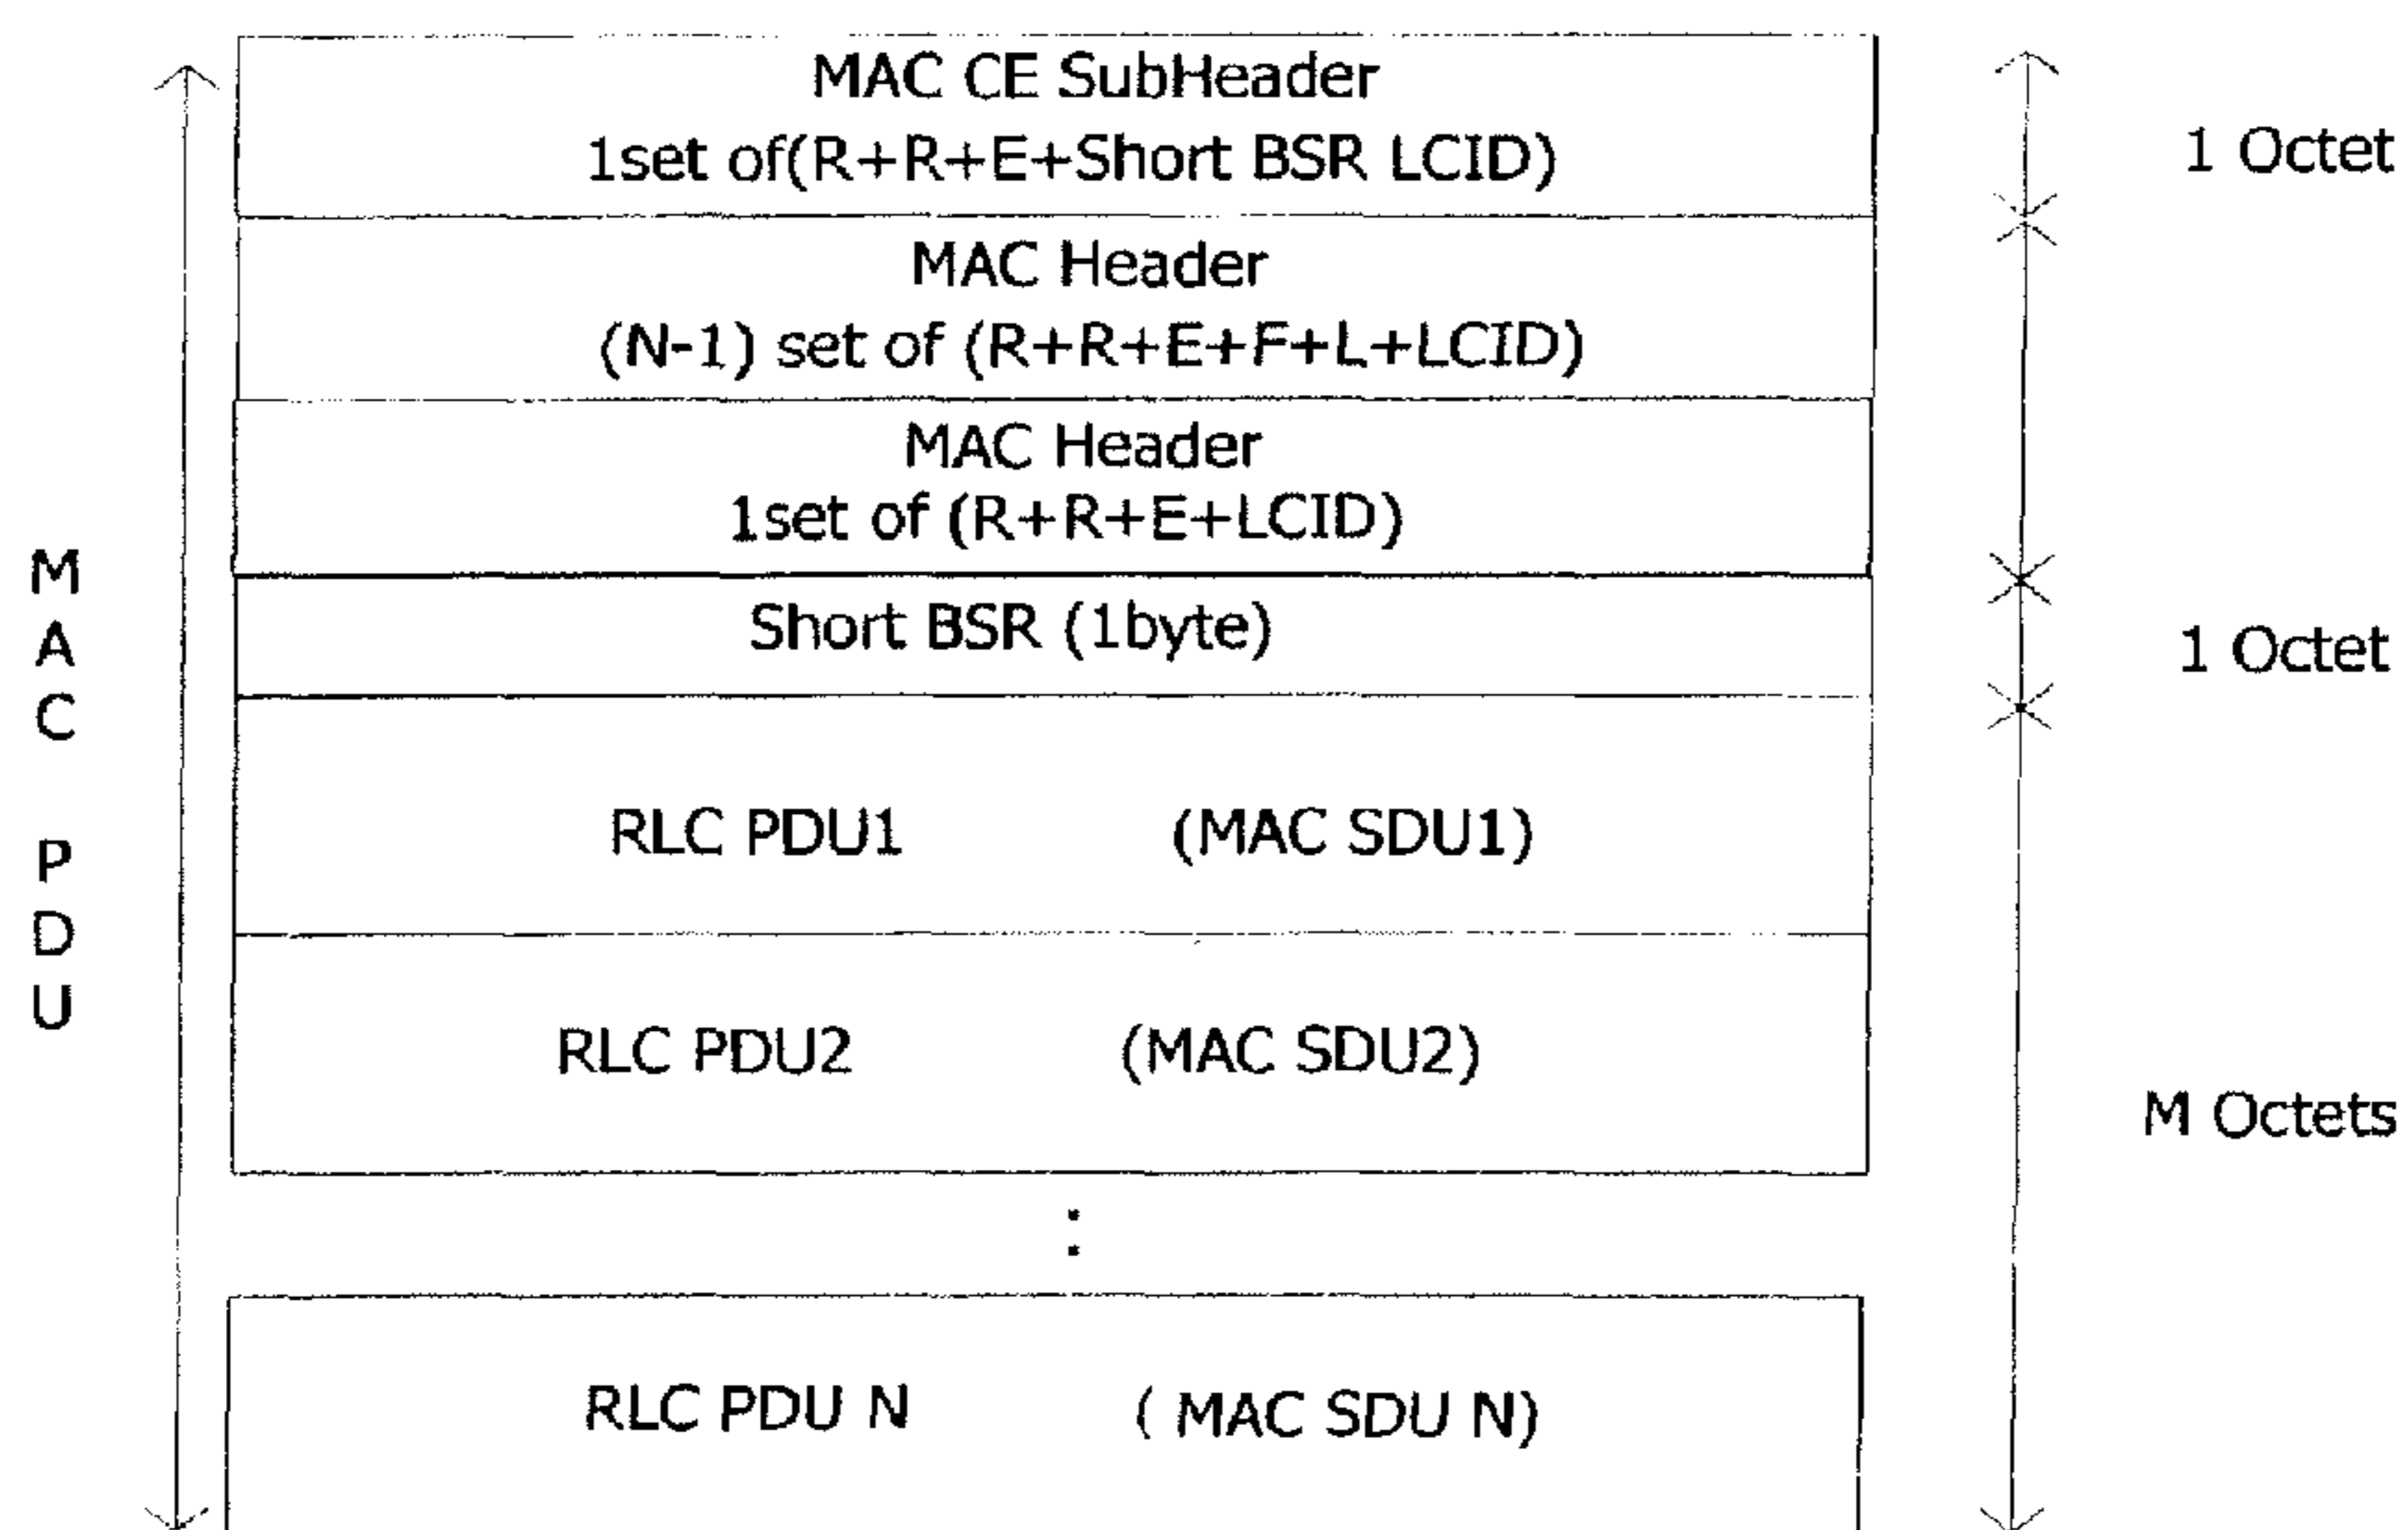 MAC CE SubHeader
1set of(R+R+E+Short BSR LCID)
1 Octet
MAC Header
(N-1) set of (R+R+E+F+L+LCID)
MAC Header
1set of (R+R+E+LCID)
Short BSR (1byte)
1 Octet
MAC PDU
RLC PDU1 (MAC SDU1)
RLC PDU2 (MAC SDU2)
M Octets
:
RLC PDU N ( MAC SDU N)